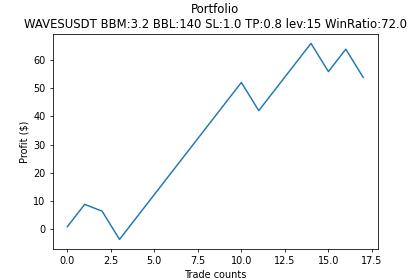 Portfolio
WAVESUSDT BBM:3.2 BBL:140 SL:1.0 TP:0.8 lev:15 WinRatio:72.0
60
50
40
30
20
10
0
Profit ($)
0.0 2.5 5.0 7.5 10.0 12.5 15.0 17.5
Trade counts